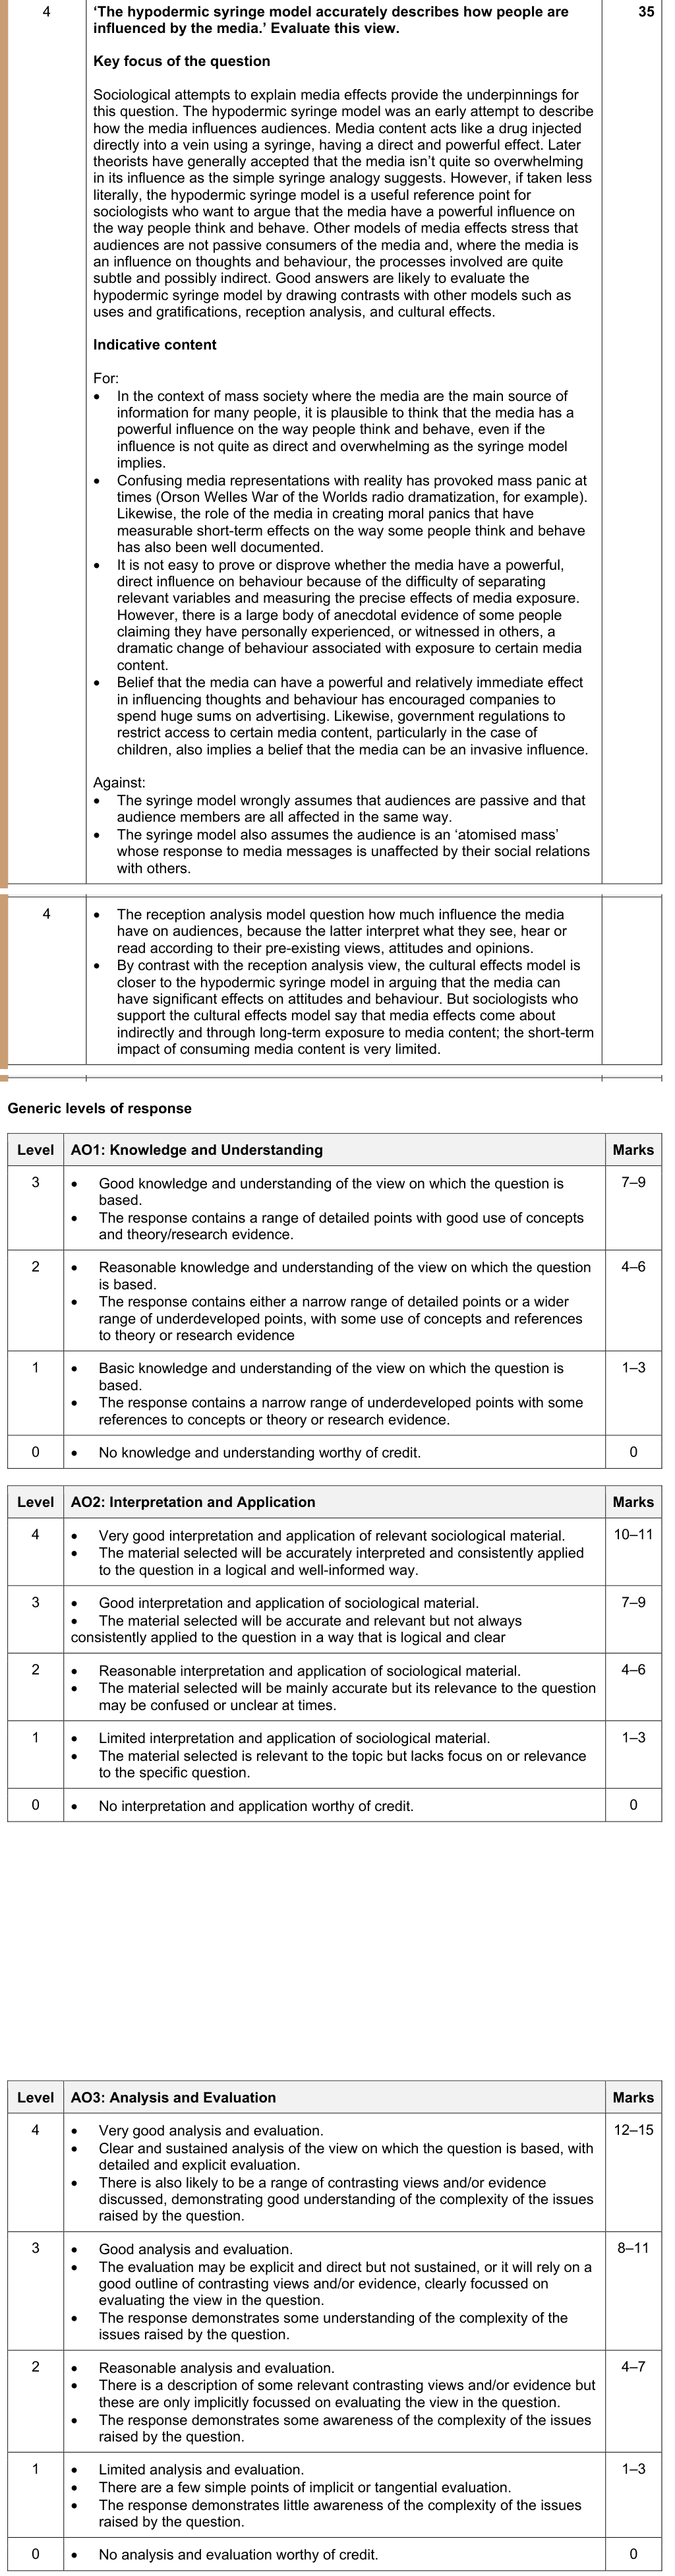 4
'The hypodermic syringe model accurately describes how people are
influenced by the media.' Evaluate this view.
35
Key focus of the question
Sociological attempts to explain media effects provide the underpinnings for
this question. The hypodermic syringe model was an early attempt to describe
how the media influences audiences. Media content acts like a drug injected
directly into a vein using a syringe, having a direct and powerful effect. Later
theorists have generally accepted that the media isn't quite so overwhelming
in its influence as the simple syringe analogy suggests. However, if taken less
literally, the hypodermic syringe model is a useful reference point for
sociologists who want to argue that the media have a powerful influence on
the way people think and behave. Other models of media effects stress that
audiences are not passive consumers of the media and, where the media is
an influence on thoughts and behaviour, the processes involved are quite
subtle and possibly indirect. Good answers are likely to evaluate the
hypodermic syringe model by drawing contrasts with other models such as
uses and gratifications, reception analysis, and cultural effects.
Indicative content
For:
• In the context of mass society where the media are the main source of
information for many people, it is plausible to think that the media has a
powerful influence on the way people think and behave, even if the
influence is not quite as direct and overwhelming as the syringe model
implies.
• Confusing media representations with reality has provoked mass panic at
times (Orson Welles War of the Worlds radio dramatization, for example).
Likewise, the role of the media in creating moral panics that have
measurable short-term effects on the way some people think and behave
has also been well documented.
• It is not easy to prove or disprove whether the media have a powerful,
direct influence on behaviour because of the difficulty of separating
relevant variables and measuring the precise effects of media exposure.
However, there is a large body of anecdotal evidence of some people
claiming they have personally experienced, or witnessed in others, a
dramatic change of behaviour associated with exposure to certain media
content.
• Belief that the media can have a powerful and relatively immediate effect
in influencing thoughts and behaviour has encouraged companies to
spend huge sums on advertising. Likewise, government regulations to
restrict access to certain media content, particularly in the case of
children, also implies a belief that the media can be an invasive influence.
Against:
• The syringe model wrongly assumes that audiences are passive and that
audience members are all affected in the same way.
• The syringe model also assumes the audience is an 'atomised mass'
whose response to media messages is unaffected by their social relations
with others.
4
• The reception analysis model question how much influence the media
have on audiences, because the latter interpret what they see, hear or
read according to their pre-existing views, attitudes and opinions.
• By contrast with the reception analysis view, the cultural effects model is
closer to the hypodermic syringe model in arguing that the media can
have significant effects on attitudes and behaviour. But sociologists who
support the cultural effects model say that media effects come about
indirectly and through long-term exposure to media content; the short-term
impact of consuming media content is very limited.
Generic levels of response
Level AO1: Knowledge and Understanding Marks
3 • Good knowledge and understanding of the view on which the question is 7–9
based.
• The response contains a range of detailed points with good use of concepts
and theory/research evidence.
2 • Reasonable knowledge and understanding of the view on which the question 4–6
is based.
• The response contains either a narrow range of detailed points or a wider
range of underdeveloped points, with some use of concepts and references
to theory or research evidence
1 • Basic knowledge and understanding of the view on which the question is 1–3
based.
• The response contains a narrow range of underdeveloped points with some
references to concepts or theory or research evidence.
0 • No knowledge and understanding worthy of credit. 0
Level AO2: Interpretation and Application Marks
4 • Very good interpretation and application of relevant sociological material. 10–11
• The material selected will be accurately interpreted and consistently applied
to the question in a logical and well-informed way.
3 • Good interpretation and application of sociological material. 7–9
• The material selected will be accurate and relevant but not always
consistently applied to the question in a way that is logical and clear
2 • Reasonable interpretation and application of sociological material. 4–6
• The material selected will be mainly accurate but its relevance to the question
may be confused or unclear at times.
1 • Limited interpretation and application of sociological material. 1–3
• The material selected is relevant to the topic but lacks focus on or relevance
to the specific question.
0 • No interpretation and application worthy of credit. 0
Level AO3: Analysis and Evaluation Marks
4 • Very good analysis and evaluation. 12–15
• Clear and sustained analysis of the view on which the question is based, with
detailed and explicit evaluation.
• There is also likely to be a range of contrasting views and/or evidence
discussed, demonstrating good understanding of the complexity of the issues
raised by the question.
3 • Good analysis and evaluation. 8–11
• The evaluation may be explicit and direct but not sustained, or it will rely on a
good outline of contrasting views and/or evidence, clearly focussed on
evaluating the view in the question.
• The response demonstrates some understanding of the complexity of the
issues raised by the question.
2 • Reasonable analysis and evaluation. 4–7
• There is a description of some relevant contrasting views and/or evidence but
these are only implicitly focussed on evaluating the view in the question.
• The response demonstrates some awareness of the complexity of the issues
raised by the question.
1 • Limited analysis and evaluation. 1–3
• There are a few simple points of implicit or tangential evaluation.
• The response demonstrates little awareness of the complexity of the issues
raised by the question.
0 • No analysis and evaluation worthy of credit. 0